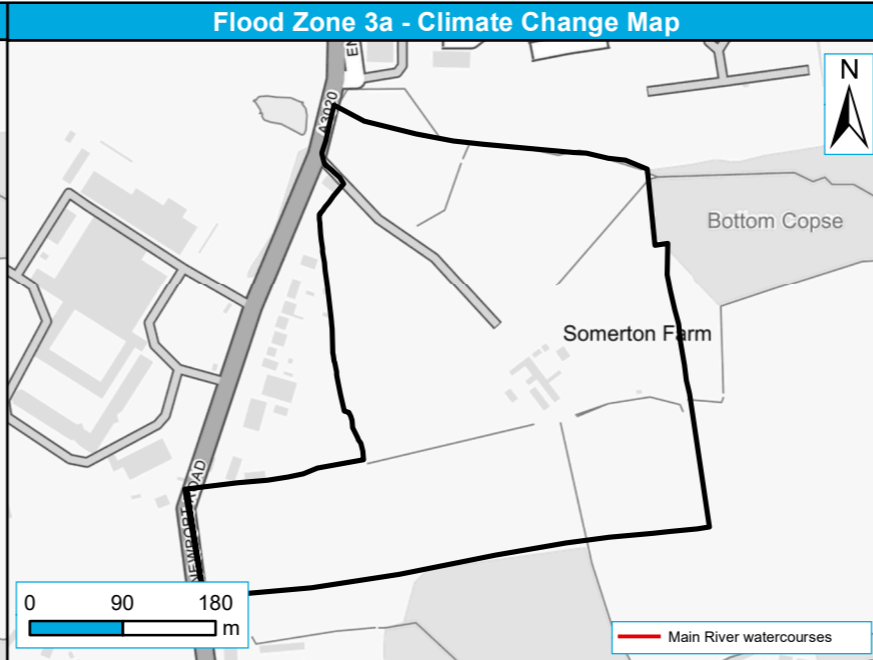 Flood Zone 3a - Climate Change Map
EN
N
A3020
Bottom Copse
Somerton Farm
NEWPORT ROAD
0 90 180
m
Main River watercourses